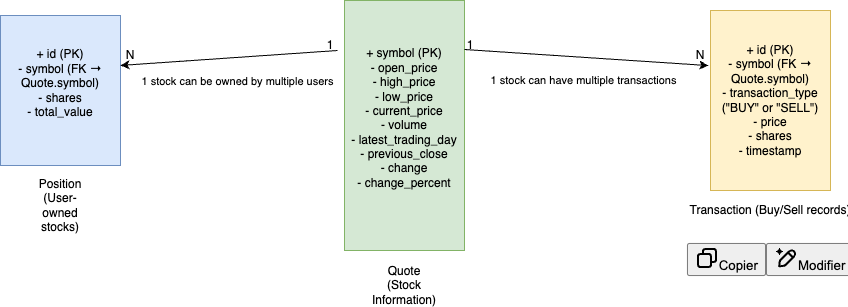 + id (PK)
- symbol (FK →
Quote.symbol)
- shares
- total_value
Position
(User-
owned
stocks)
N
1
1 stock can be owned by multiple users
+ symbol (PK)
- open_price
- high_price
- low_price
- current_price
- volume
- latest_trading_day
- previous_close
- change
- change_percent
Quote
(Stock
Information)
1
N
1 stock can have multiple transactions
+ id (PK)
- symbol (FK →
Quote.symbol)
- transaction_type
("BUY" or "SELL")
- price
- shares
- timestamp
Transaction (Buy/Sell records)
Copier
Modifier